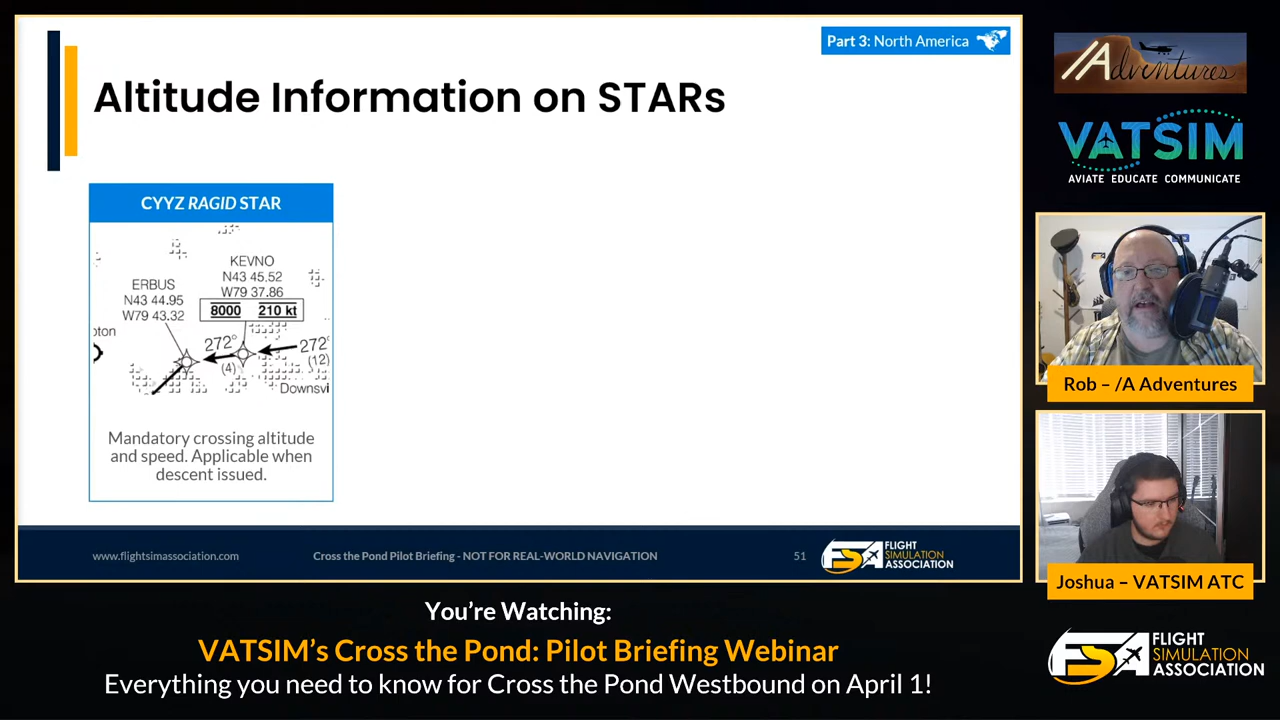 Part 3: North America
Altitude Information on STARs
CYYZ RAGID STAR
KEVNO
N43 45.52
W79 37.86
8000 210 kt
ERBUS
N43 44.95
W79 43.32
272°
(4)
272°
(12)
Downsvi
Mandatory crossing altitude
and speed. Applicable when
descent issued.
www.flightsimassociation.com
Cross the Pond Pilot Briefing - NOT FOR REAL-WORLD NAVIGATION
51
FSA FLIGHT
SIMULATION
ASSOCIATION
/Adventures
VATSIM
AVIATE EDUCATE COMMUNICATE
Rob – /A Adventures
Joshua – VATSIM ATC
You're Watching:
VATSIM's Cross the Pond: Pilot Briefing Webinar
Everything you need to know for Cross the Pond Westbound on April 1!
FSA FLIGHT
SIMULATION
ASSOCIATION